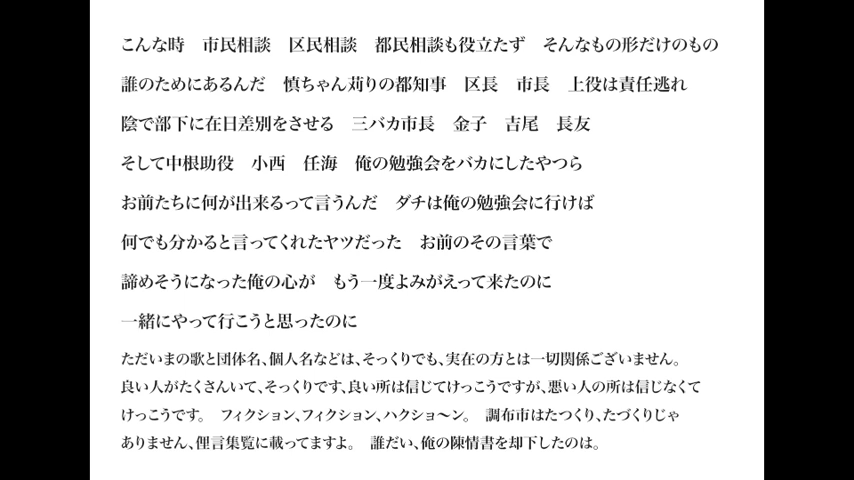 こんな時　市民相談　区民相談　都民相談も役立たず　そんなもの形だけのもの
誰のためにあるんだ　慎ちゃん苅りの都知事　区長　市長　上役は責任逃れ
陰で部下に在日差別をさせる　三バカ市長　金子　吉尾　長友
そして中根助役　小西　任海　俺の勉強会をバカにしたやつら
お前たちに何が出来るって言うんだ　ダチは俺の勉強会に行けば
何でも分かると言ってくれたヤツだった　お前のその言葉で
諦めそうになった俺の心が　もう一度よみがえって来たのに
一緒にやって行こうと思ったのに
ただいまの歌と団体名、個人名などは、そっくりでも、実在の方とは一切関係ございません。
良い人がたくさんいて、そっくりです、良い所は信じてけっこうですが、悪い人の所は信じなくて
けっこうです。　フィクション、フィクション、ハクショ〜ン。　調布市はたつくり、たづくりじゃ
ありません、俚言集覧に載ってますよ。　誰だい、俺の陳情書を却下したのは。